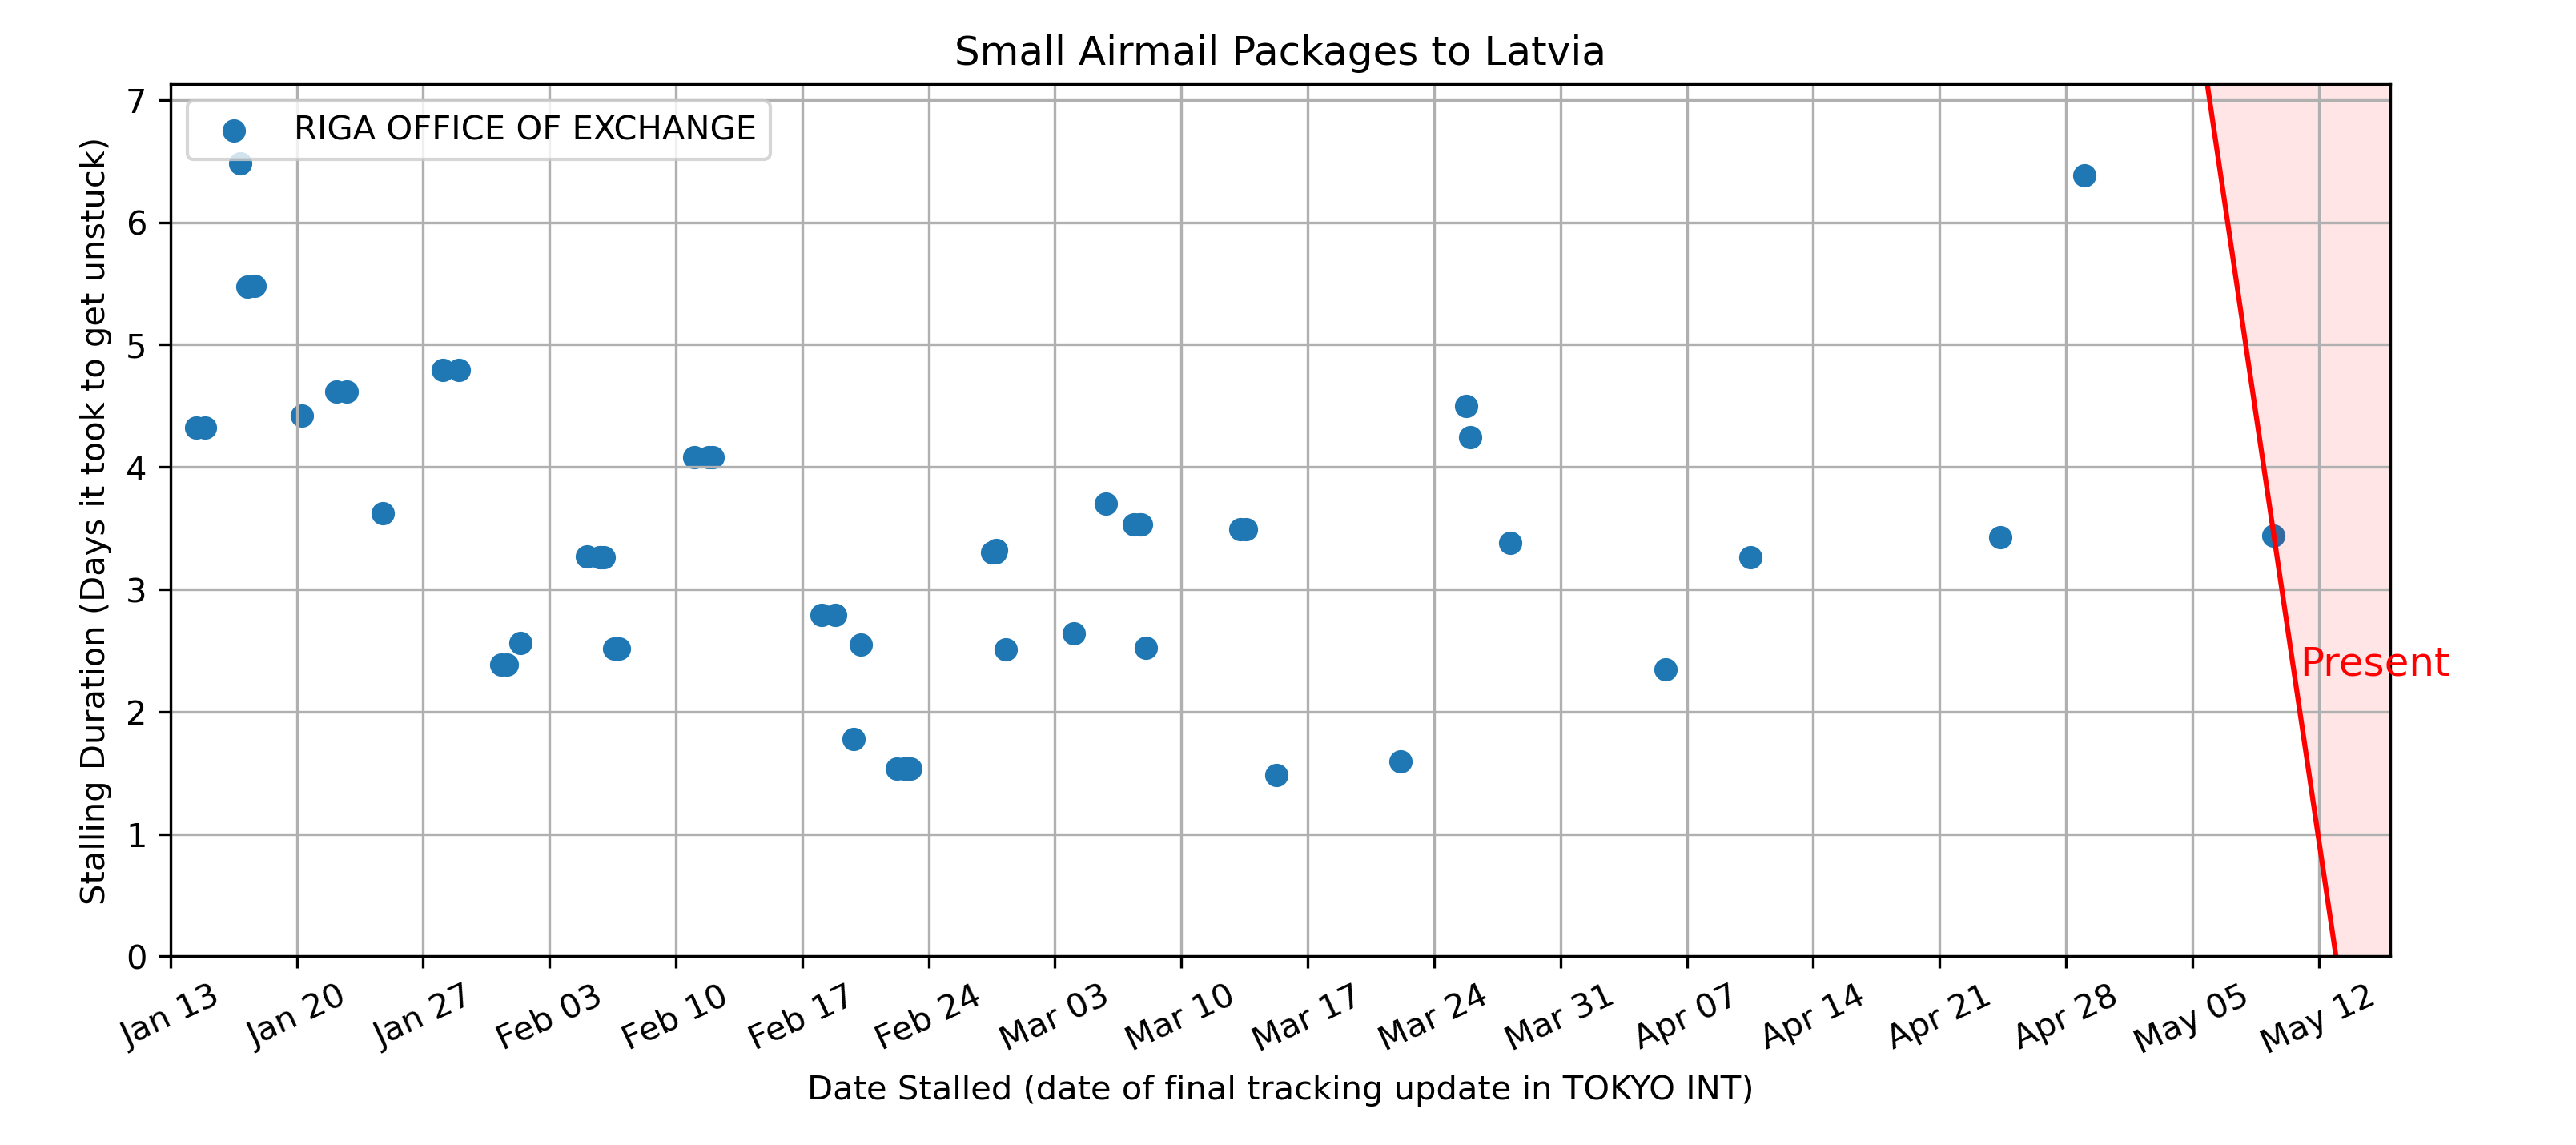 Small Airmail Packages to Latvia
RIGA OFFICE OF EXCHANGE
Stalling Duration (Days it took to get unstuck)
7
6
5
4
3
2
1
0
Present
Jan 13
Jan 20
Jan 27
Feb 03
Feb 10
Feb 17
Feb 24
Mar 03
Mar 10
Mar 17
Mar 24
Mar 31
Apr 07
Apr 14
Apr 21
Apr 28
May 05
May 12
Date Stalled (date of final tracking update in TOKYO INT)